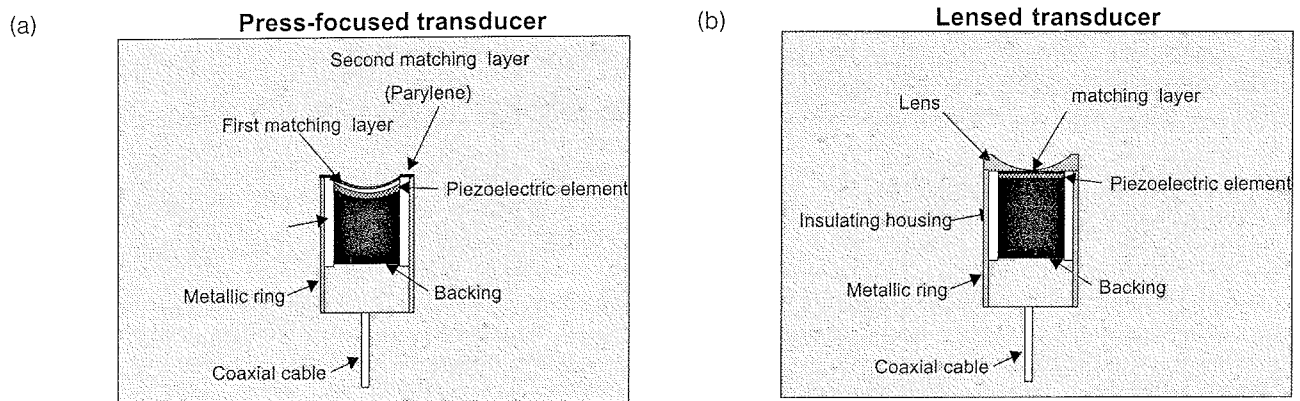 (a)
Press-focused transducer
Second matching layer
(Parylene)
First matching layer
Piezoelectric element
Metallic ring
Backing
Coaxial cable
(b)
Lensed transducer
Lens
matching layer
Piezoelectric element
Insulating housing
Metallic ring
Backing
Coaxial cable